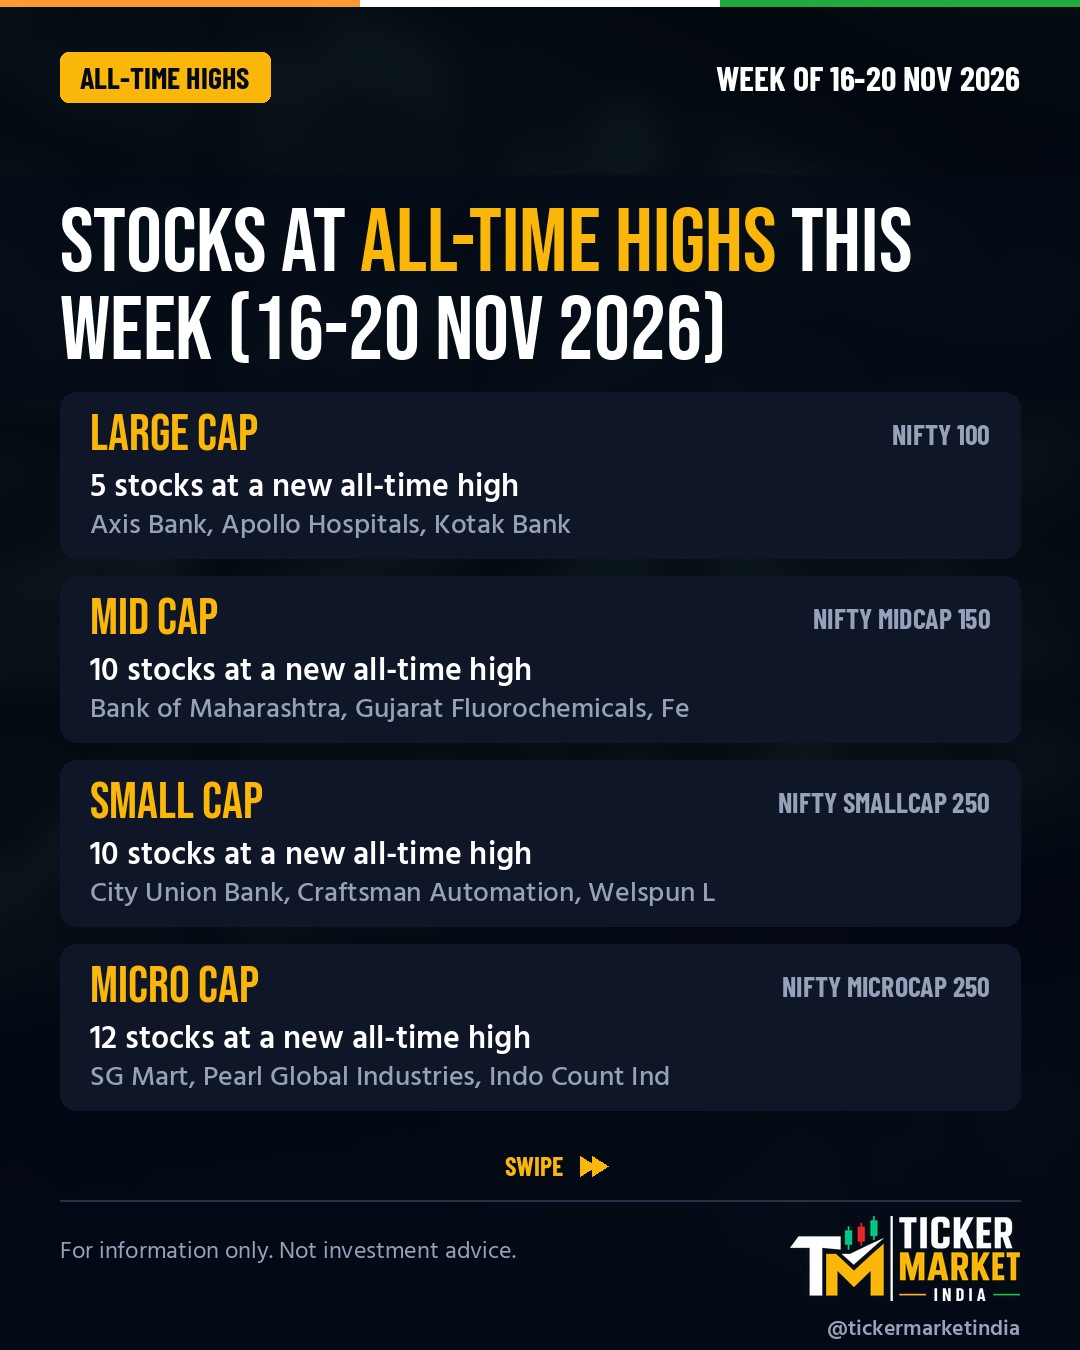 ALL-TIME HIGHS
WEEK OF 16-20 NOV 2026
STOCKS AT ALL-TIME HIGHS THIS
WEEK (16-20 NOV 2026)
LARGE CAP
NIFTY 100
5 stocks at a new all-time high
Axis Bank, Apollo Hospitals, Kotak Bank
MID CAP
NIFTY MIDCAP 150
10 stocks at a new all-time high
Bank of Maharashtra, Gujarat Fluorochemicals, Fe
SMALL CAP
NIFTY SMALLCAP 250
10 stocks at a new all-time high
City Union Bank, Craftsman Automation, Welspun L
MICRO CAP
NIFTY MICROCAP 250
12 stocks at a new all-time high
SG Mart, Pearl Global Industries, Indo Count Ind
SWIPE
For information only. Not investment advice.
TM
TICKER
MARKET
INDIA
@tickermarketindia